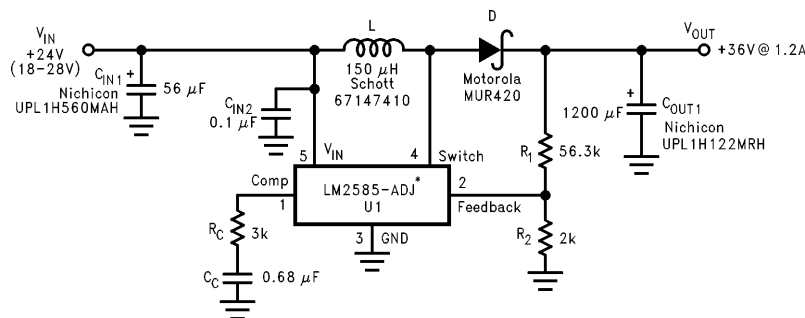 V_IN
+24V
(18-28V)
C_IN1 +
56 µF
Nichicon
UPL1H560MAH
C_IN2
0.1 µF
L
150 µH
Schott
67147410
D
Motorola
MUR420
V_OUT
+36V@ 1.2A
+
C_OUT1
1200 µF
Nichicon
UPL1H122MRH
R_1
56.3k
R_2
2k
5
V_IN
4
Switch
Comp
1
LM2585-ADJ*
U1
2
Feedback
3
GND
R_C
3k
C_C
0.68 µF